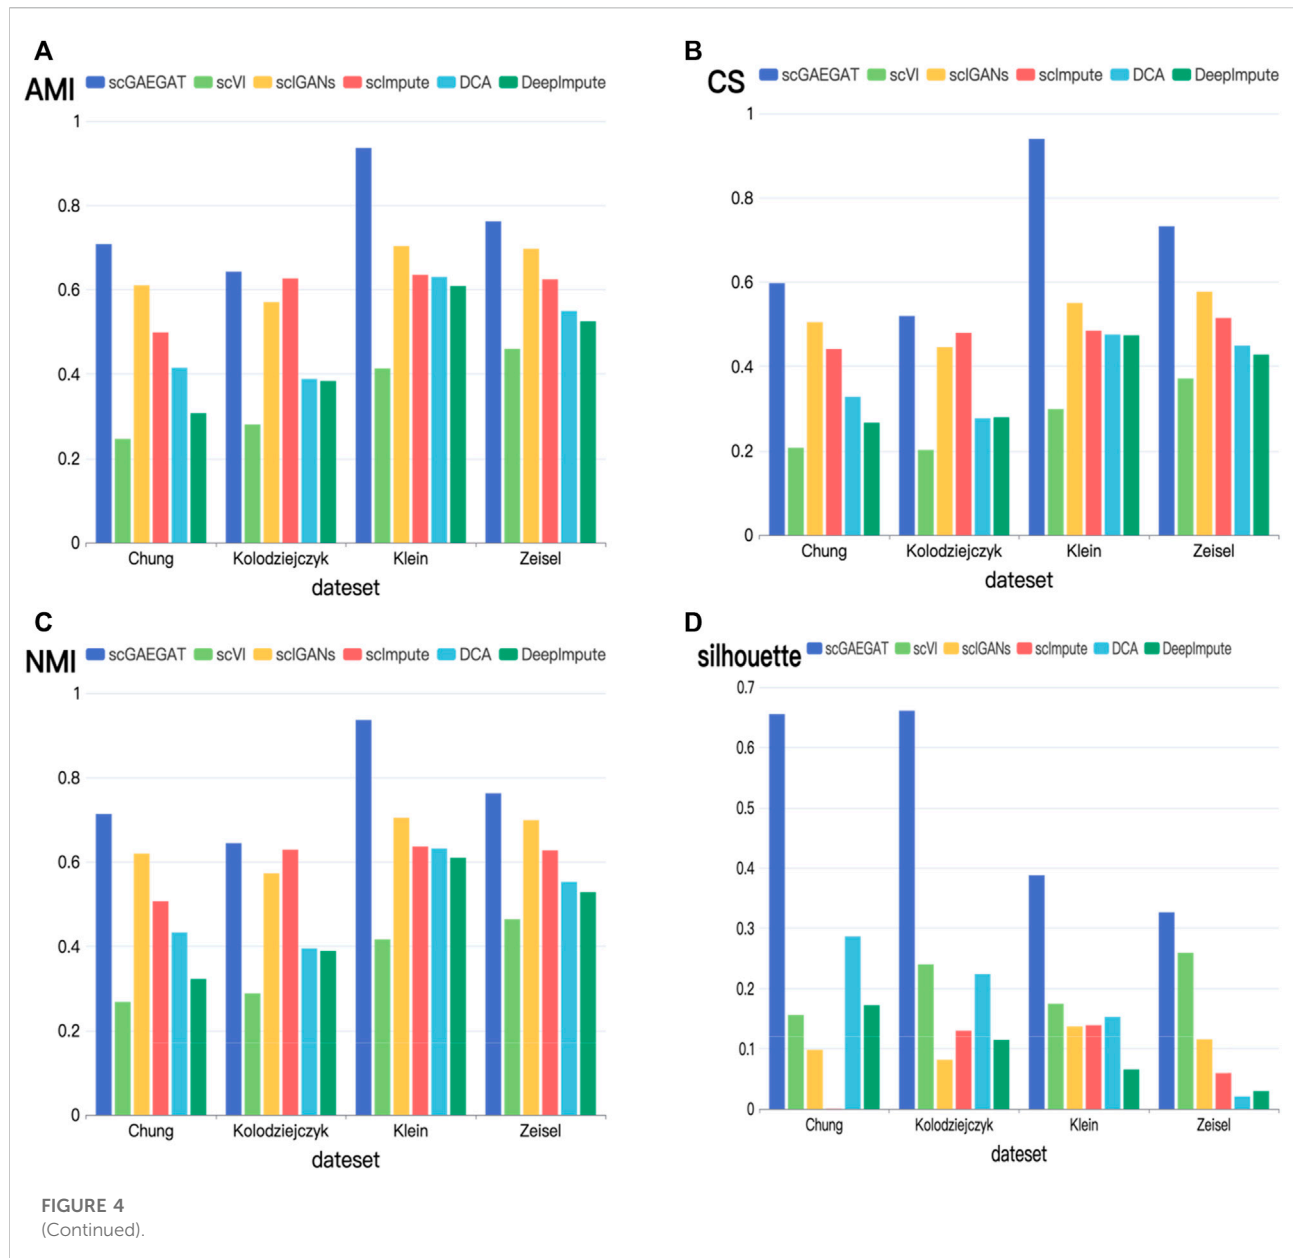 A
AMI scGAEGAT scVI scIGANs scImpute DCA DeepImpute
1
0.8
0.6
0.4
0.2
0
Chung Kolodziejczyk Klein Zeisel
dateset
B
CS scGAEGAT scVI scIGANs scImpute DCA DeepImpute
1
0.8
0.6
0.4
0.2
0
Chung Kolodziejczyk Klein Zeisel
dateset
C
NMI scGAEGAT scVI scIGANs scImpute DCA DeepImpute
1
0.8
0.6
0.4
0.2
0
Chung Kolodziejczyk Klein Zeisel
dateset
D
silhouette scGAEGAT scVI scIGANs scImpute DCA DeepImpute
0.7
0.6
0.5
0.4
0.3
0.2
0.1
0
Chung Kolodziejczyk Klein Zeisel
dateset
FIGURE 4
(Continued).